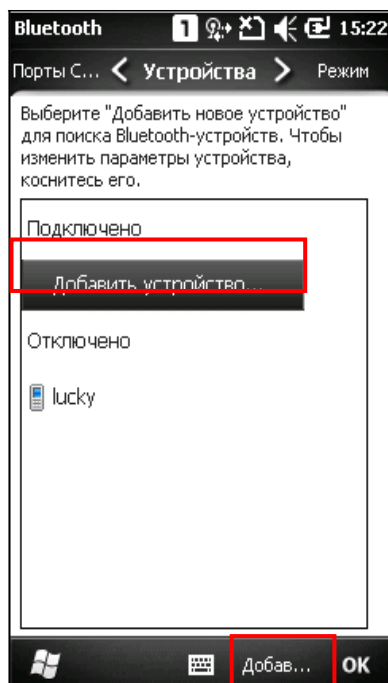 Bluetooth 1 15:22
Порты С... Устройства Режим
Выберите "Добавить новое устройство"
для поиска Bluetooth-устройств. Чтобы
изменить параметры устройства,
коснитесь его.
Подключено
Добавить устройство...
Отключено
lucky
Добав... OK